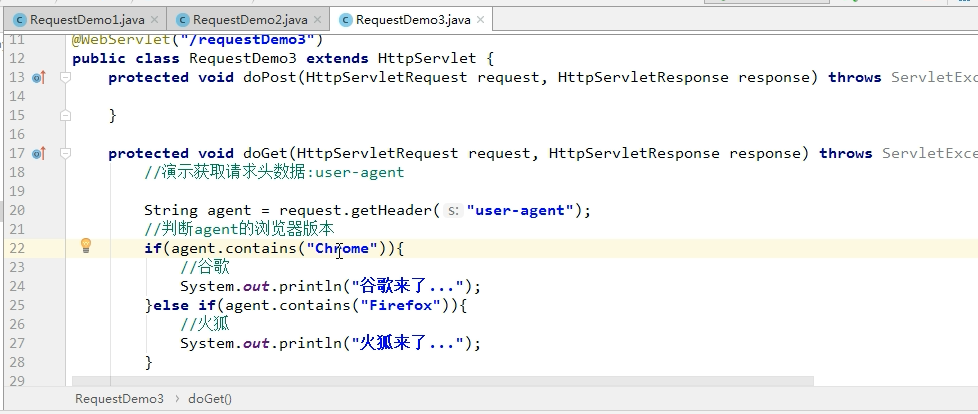 RequestDemo1.java RequestDemo2.java RequestDemo3.java
11 @WebServlet("/requestDemo3")
12 public class RequestDemo3 extends HttpServlet {
13 protected void doPost(HttpServletRequest request, HttpServletResponse response) throws ServletExc
14
15 }
16
17 protected void doGet(HttpServletRequest request, HttpServletResponse response) throws ServletExce
18 //演示获取请求头数据:user-agent
19
20 String agent = request.getHeader( s: "user-agent");
21 //判断agent的浏览器版本
22 if(agent.contains("Chrome")){
23 //谷歌
24 System.out.println("谷歌来了...");
25 }else if(agent.contains("Firefox")){
26 //火狐
27 System.out.println("火狐来了...");
28 }
29
RequestDemo3 › doGet()